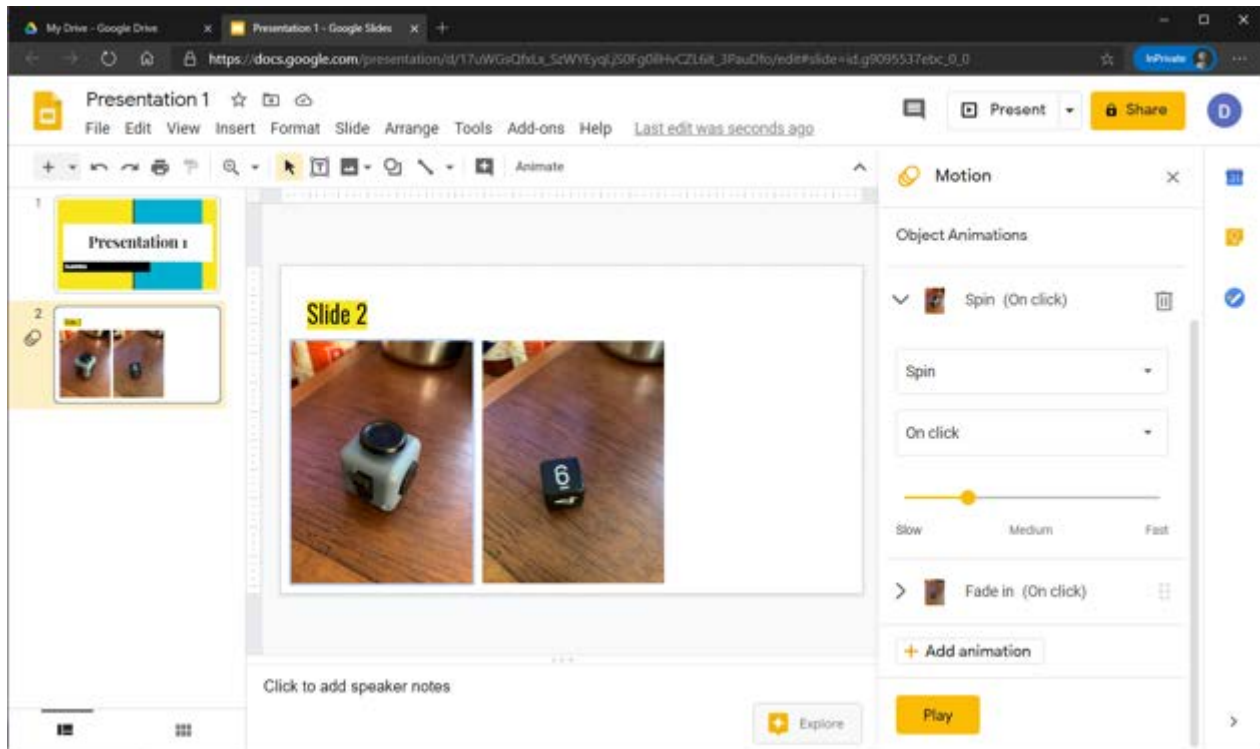 My Drive - Google Drive
Presentation 1 - Google Slides
InPrivate
Presentation 1
File Edit View Insert Format Slide Arrange Tools Add-ons Help Last edit was seconds ago
Present
Share
D
Animate
Motion
1
Presentation 1
2
Slide 2
6
Object Animations
Spin (On click)
Spin
On click
Slow Medium Fast
Fade in (On click)
+ Add animation
Play
Click to add speaker notes
Explore